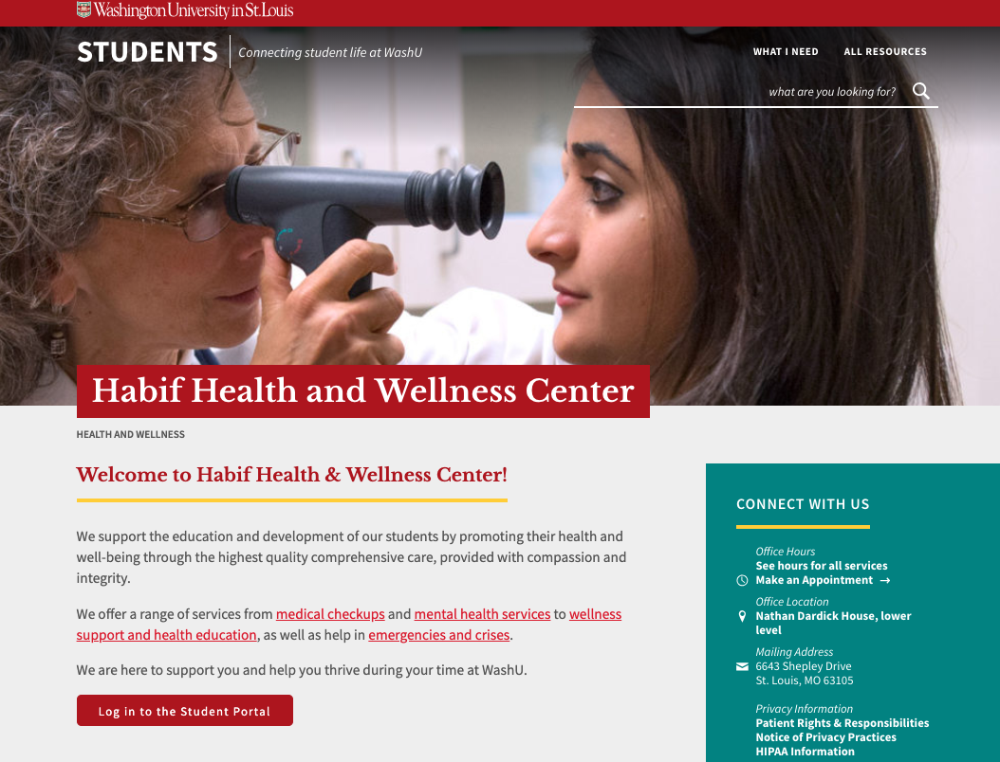 Washington University in St. Louis
STUDENTS
Connecting student life at WashU
WHAT I NEED
ALL RESOURCES
what are you looking for?
Habif Health and Wellness Center
HEALTH AND WELLNESS
Welcome to Habif Health & Wellness Center!
We support the education and development of our students by promoting their health and
well-being through the highest quality comprehensive care, provided with compassion and
integrity.
We offer a range of services from medical checkups and mental health services to wellness
support and health education, as well as help in emergencies and crises.
We are here to support you and help you thrive during your time at WashU.
Log in to the Student Portal
CONNECT WITH US
Office Hours
See hours for all services
Make an Appointment →
Office Location
Nathan Dardick House, lower
level
Mailing Address
6643 Shepley Drive
St. Louis, MO 63105
Privacy Information
Patient Rights & Responsibilities
Notice of Privacy Practices
HIPAA Information